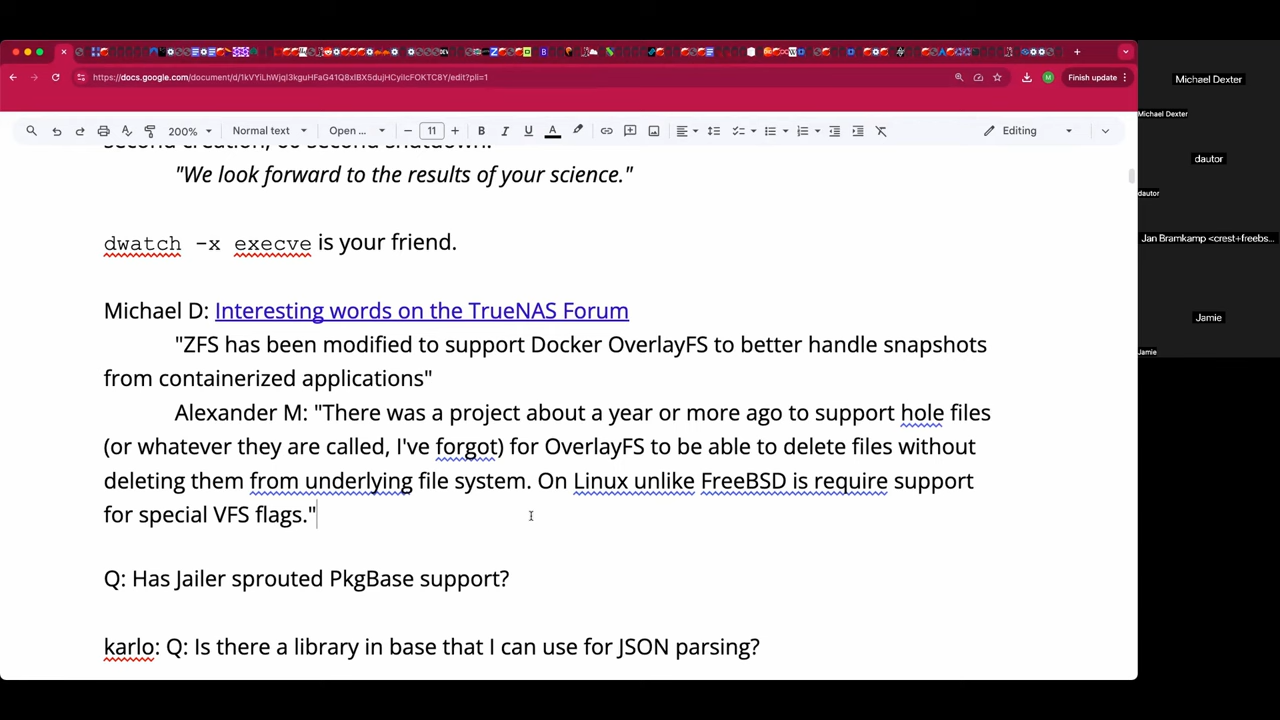 https://docs.google.com/document/d/1kVYiLhWjqI3kguHFaG41Q8xIBX5dujHCyIIcFOKTC8Y/edit?pli=1
M
Finish update
200%
Normal text
Open ...
11
Editing
second creation, 60 second shutdown.
"We look forward to the results of your science."
dwatch -x execve is your friend.
Michael D: Interesting words on the TrueNAS Forum
"ZFS has been modified to support Docker OverlayFS to better handle snapshots
from containerized applications"
Alexander M: "There was a project about a year or more ago to support hole files
(or whatever they are called, I've forgot) for OverlayFS to be able to delete files without
deleting them from underlying file system. On Linux unlike FreeBSD is require support
for special VFS flags."
Q: Has Jailer sprouted PkgBase support?
karlo: Q: Is there a library in base that I can use for JSON parsing?
Michael Dexter
Michael Dexter
dautor
dautor
Jan Bramkamp <crest+freebs...
Jamie
Jamie